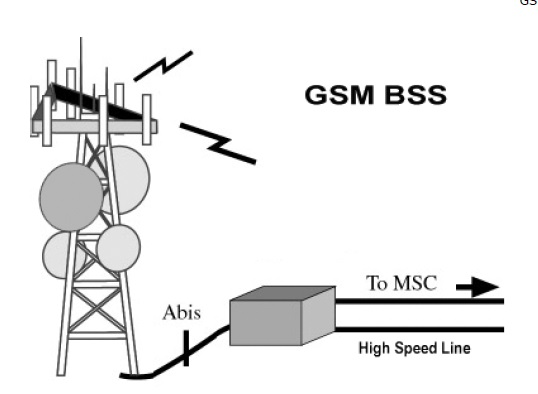 GS
GSM BSS
To MSC
Abis
High Speed Line